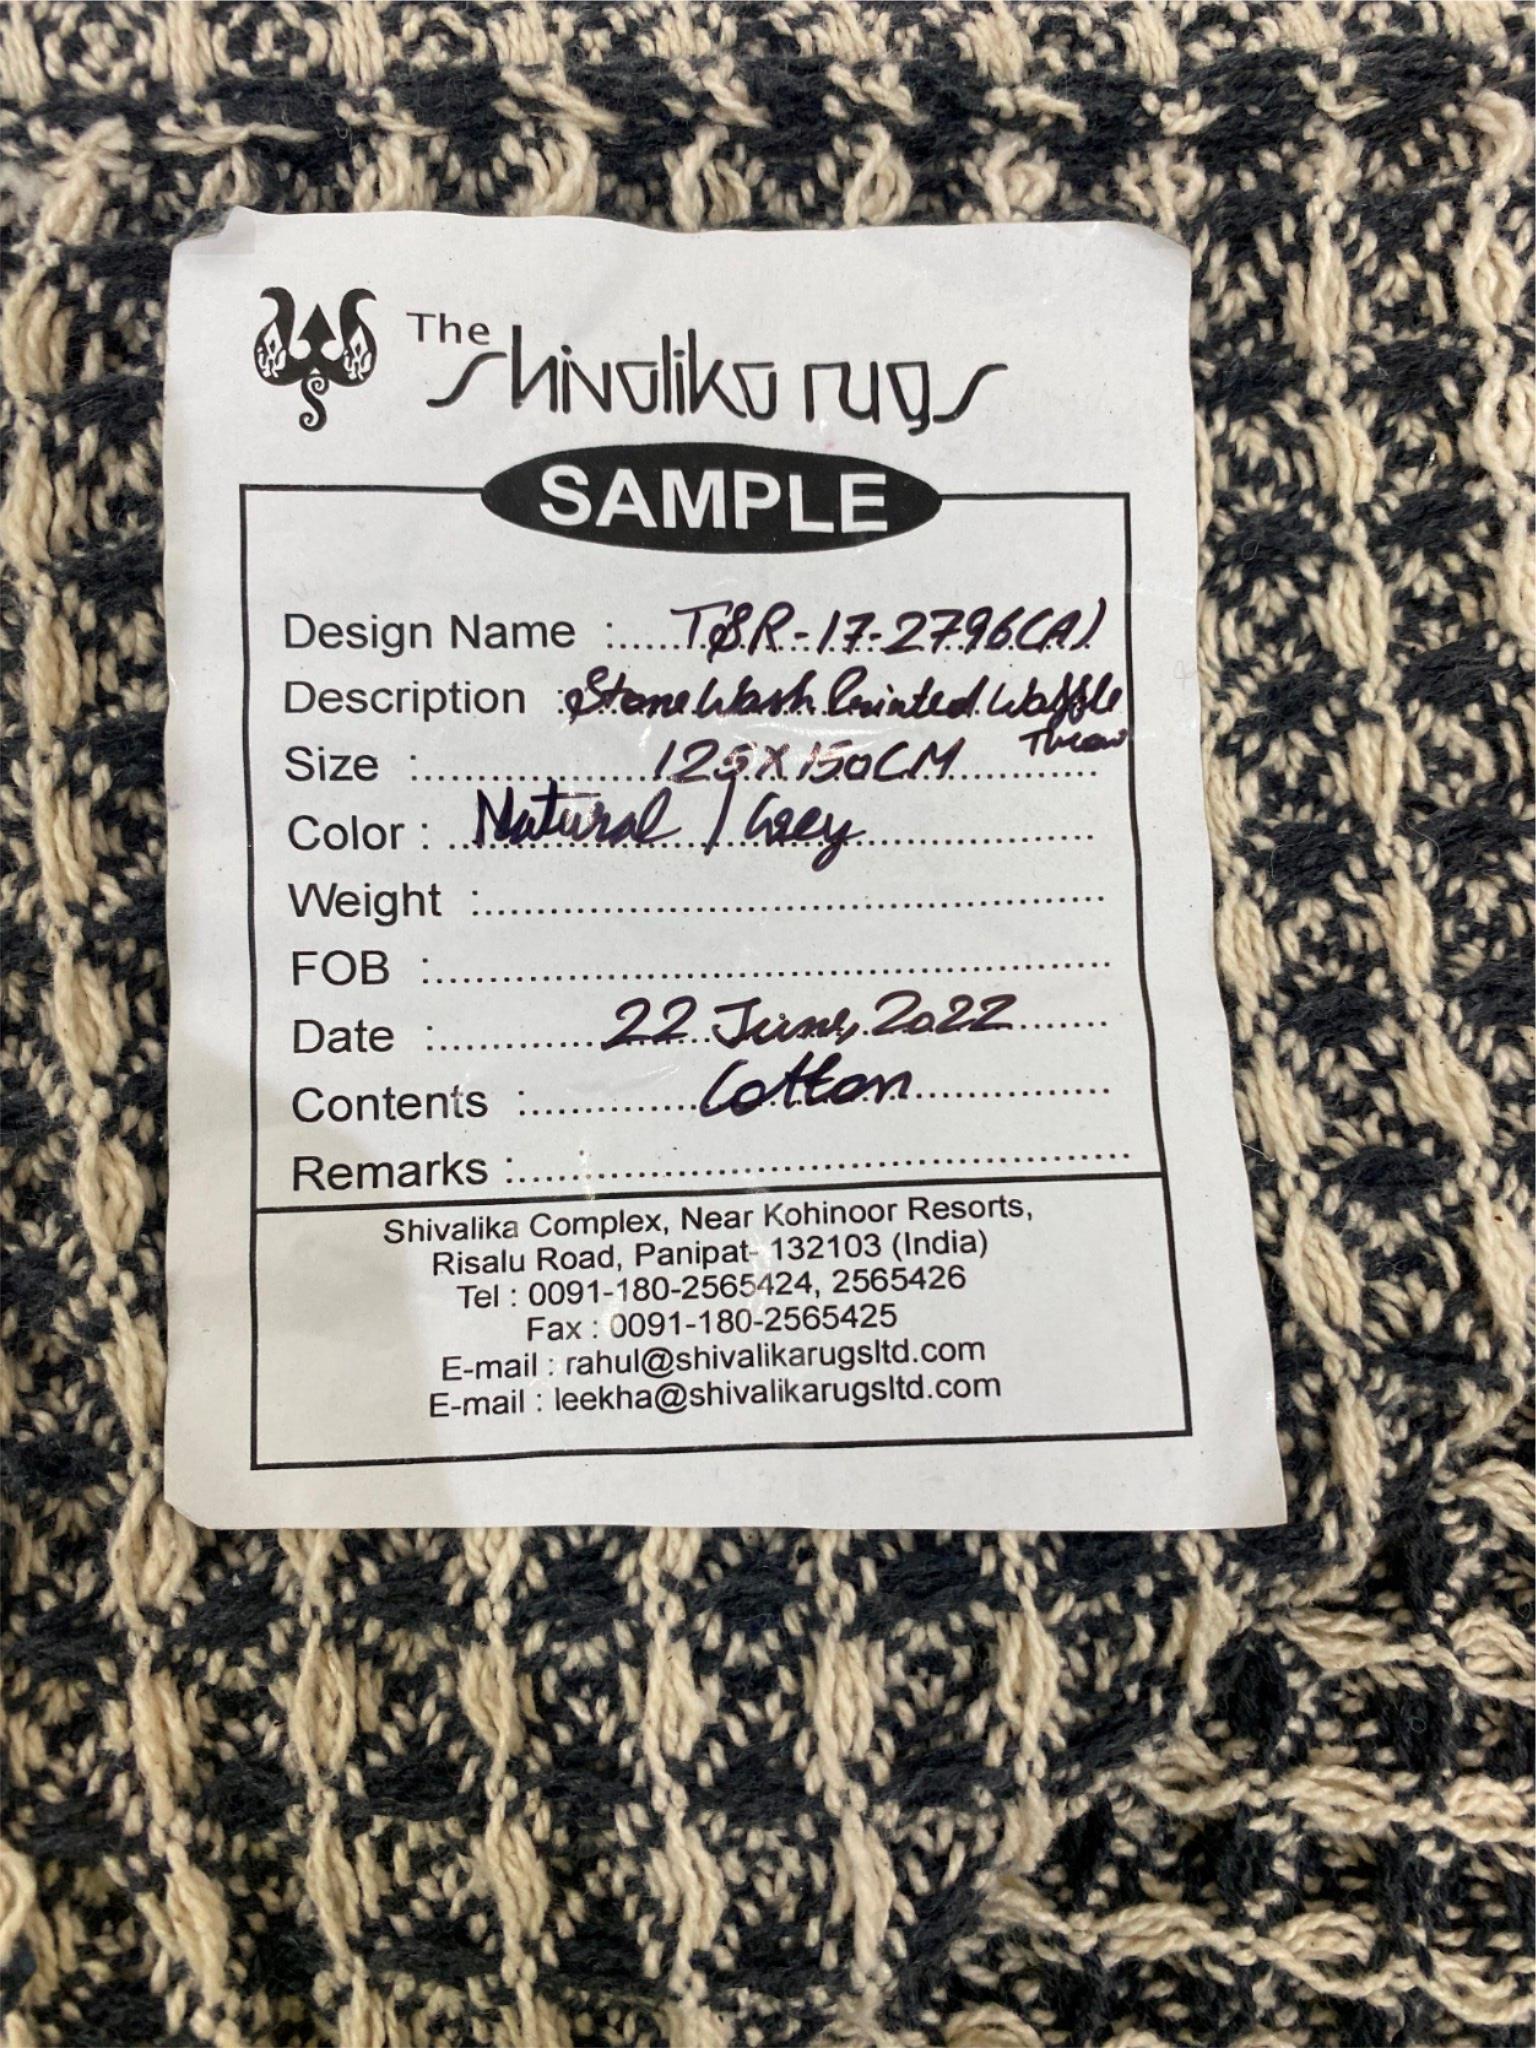 The shivalika rugs
SAMPLE
Design Name :.....TSR-17-2796(A)
Description :Stone Wash Printed Waffle
Throw
Size :..................125X150CM............
Color : ..Natural / Grey..................
Weight :................................................
FOB :....................................................
Date :.............22 June, 2022.......
Contents :.............Cotton...............
Remarks :...............................................
Shivalika Complex, Near Kohinoor Resorts,
Risalu Road, Panipat- 132103 (India)
Tel : 0091-180-2565424, 2565426
Fax : 0091-180-2565425
E-mail : rahul@shivalikarugsltd.com
E-mail : leekha@shivalikarugsltd.com